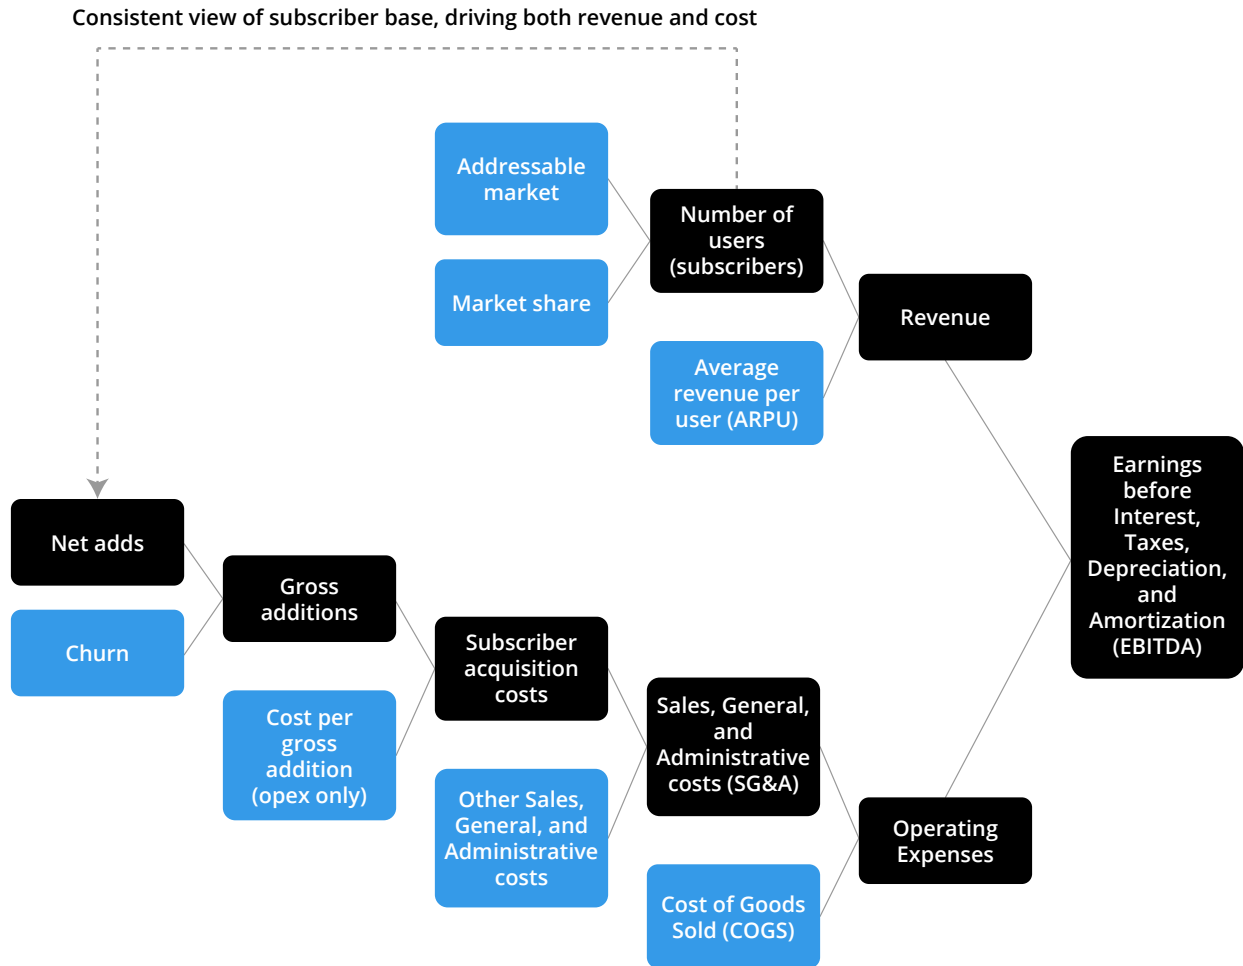 Consistent view of subscriber base, driving both revenue and cost
Addressable
market
Number of
users
(subscribers)
Market share
Revenue
Average
revenue per
user (ARPU)
Earnings
before
Interest,
Taxes,
Depreciation,
and
Amortization
(EBITDA)
Net adds
Gross
additions
Churn
Subscriber
acquisition
costs
Cost per
gross
addition
(opex only)
Sales, General,
and
Administrative
costs (SG&A)
Other Sales,
General, and
Administrative
costs
Operating
Expenses
Cost of Goods
Sold (COGS)